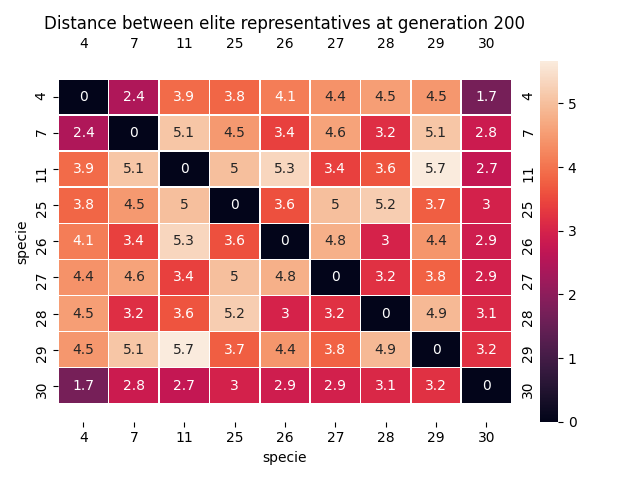 Distance between elite representatives at generation 200
4 7 11 25 26 27 28 29 30
4 0 2.4 3.9 3.8 4.1 4.4 4.5 4.5 1.7 4
7 2.4 0 5.1 4.5 3.4 4.6 3.2 5.1 2.8 7
11 3.9 5.1 0 5 5.3 3.4 3.6 5.7 2.7 11
25 3.8 4.5 5 0 3.6 5 5.2 3.7 3 25
26 4.1 3.4 5.3 3.6 0 4.8 3 4.4 2.9 26
27 4.4 4.6 3.4 5 4.8 0 3.2 3.8 2.9 27
28 4.5 3.2 3.6 5.2 3 3.2 0 4.9 3.1 28
29 4.5 5.1 5.7 3.7 4.4 3.8 4.9 0 3.2 29
30 1.7 2.8 2.7 3 2.9 2.9 3.1 3.2 0 30
4 7 11 25 26 27 28 29 30
specie
specie
5
4
3
2
1
0